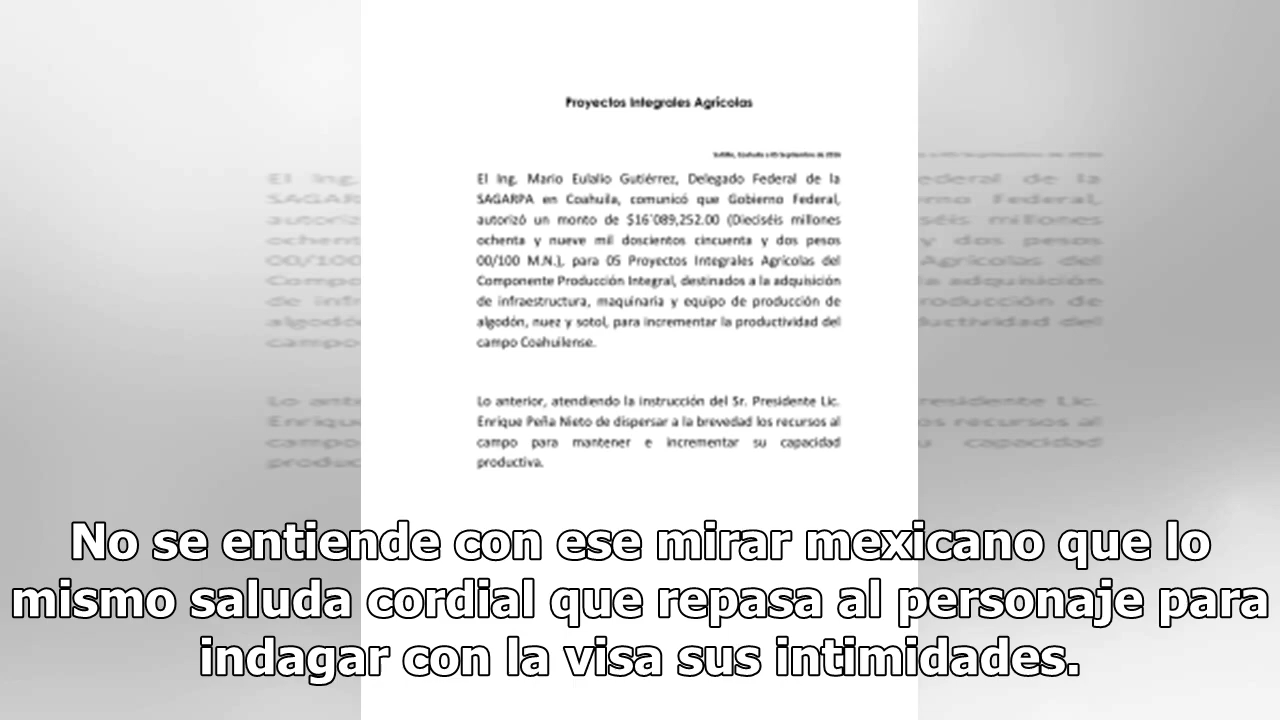 Proyectos Integrales Agrícolas
Saltillo, Coahuila a 05 Septiembre de 2016
El Ing. Mario Eulalio Gutiérrez, Delegado Federal de la
SAGARPA en Coahuila, comunicó que Gobierno Federal,
autorizó un monto de $16´089,252.00 (Dieciséis millones
ochenta y nueve mil doscientos cincuenta y dos pesos
00/100 M.N.), para 05 Proyectos Integrales Agrícolas del
Componente Producción Integral, destinados a la adquisición
de infraestructura, maquinaria y equipo de producción de
algodón, nuez y sotol, para incrementar la productividad del
campo Coahuilense.
Lo anterior, atendiendo la instrucción del Sr. Presidente Lic.
Enrique Peña Nieto de dispersar a la brevedad los recursos al
campo para mantener e incrementar su capacidad
productiva.
No se entiende con ese mirar mexicano que lo
mismo saluda cordial que repasa al personaje para
indagar con la visa sus intimidades.